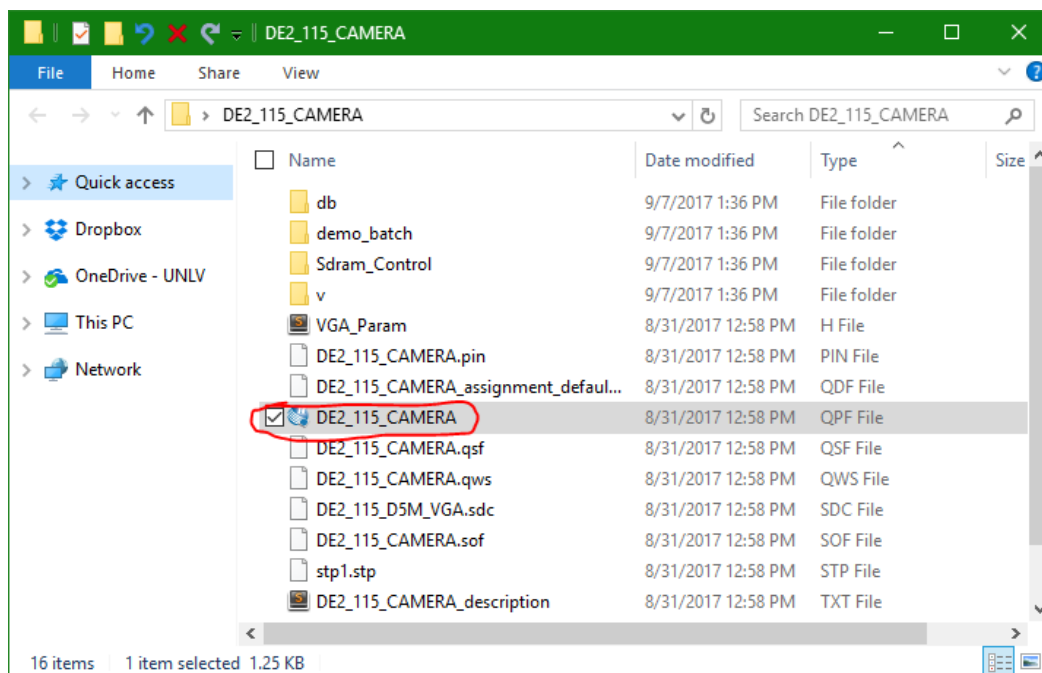 DE2_115_CAMERA
File Home Share View
DE2_115_CAMERA Search DE2_115_CAMERA
Name Date modified Type Size
Quick access
Dropbox
OneDrive - UNLV
This PC
Network
db 9/7/2017 1:36 PM File folder
demo_batch 9/7/2017 1:36 PM File folder
Sdram_Control 9/7/2017 1:36 PM File folder
v 9/7/2017 1:36 PM File folder
VGA_Param 8/31/2017 12:58 PM H File
DE2_115_CAMERA.pin 8/31/2017 12:58 PM PIN File
DE2_115_CAMERA_assignment_defaul... 8/31/2017 12:58 PM QDF File
DE2_115_CAMERA 8/31/2017 12:58 PM QPF File
DE2_115_CAMERA.qsf 8/31/2017 12:58 PM QSF File
DE2_115_CAMERA.qws 8/31/2017 12:58 PM QWS File
DE2_115_D5M_VGA.sdc 8/31/2017 12:58 PM SDC File
DE2_115_CAMERA.sof 8/31/2017 12:58 PM SOF File
stp1.stp 8/31/2017 12:58 PM STP File
DE2_115_CAMERA_description 8/31/2017 12:58 PM TXT File
16 items 1 item selected 1.25 KB